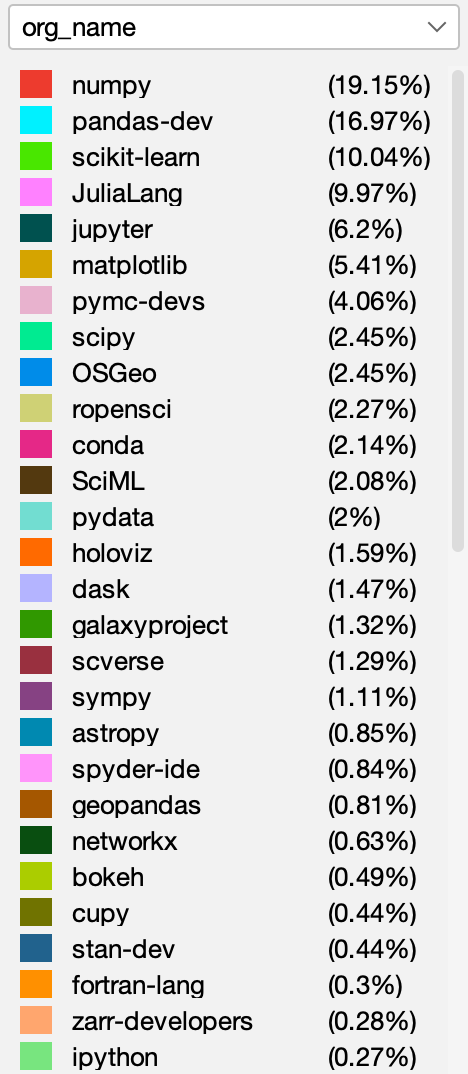 org_name
numpy (19.15%)
pandas-dev (16.97%)
scikit-learn (10.04%)
JuliaLang (9.97%)
jupyter (6.2%)
matplotlib (5.41%)
pymc-devs (4.06%)
scipy (2.45%)
OSGeo (2.45%)
ropensci (2.27%)
conda (2.14%)
SciML (2.08%)
pydata (2%)
holoviz (1.59%)
dask (1.47%)
galaxyproject (1.32%)
scverse (1.29%)
sympy (1.11%)
astropy (0.85%)
spyder-ide (0.84%)
geopandas (0.81%)
networkx (0.63%)
bokeh (0.49%)
cupy (0.44%)
stan-dev (0.44%)
fortran-lang (0.3%)
zarr-developers (0.28%)
ipython (0.27%)